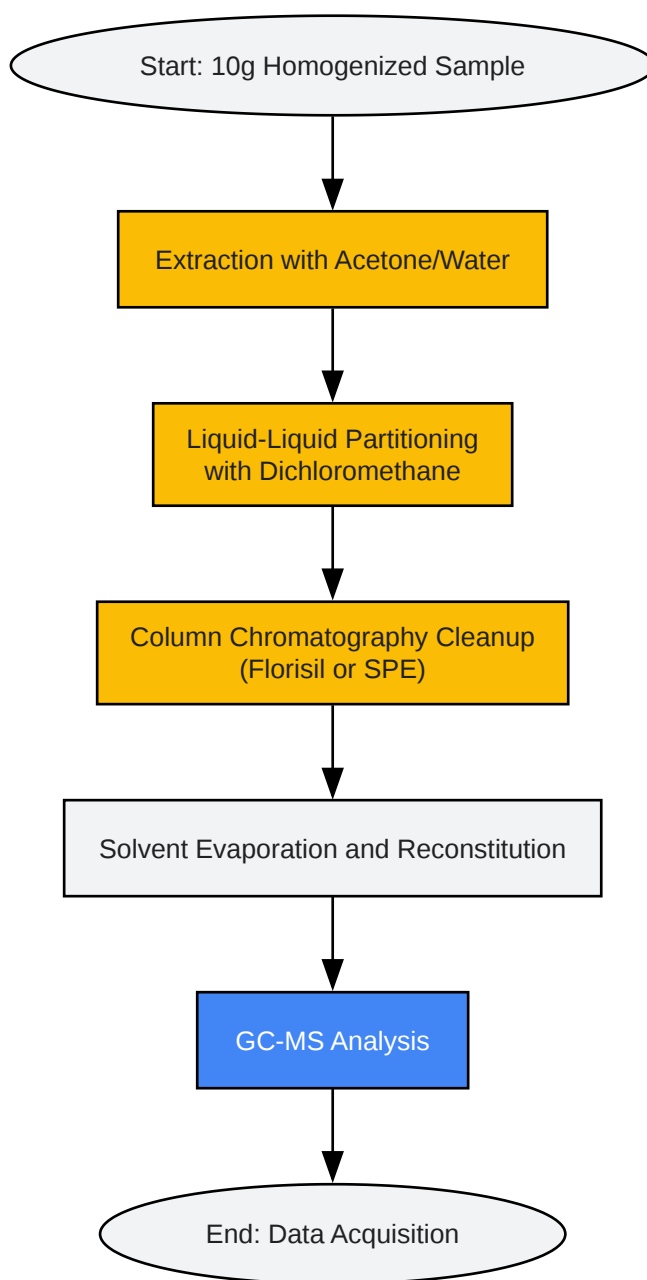 Start: 10g Homogenized Sample
Extraction with Acetone/Water
Liquid-Liquid Partitioning
with Dichloromethane
Column Chromatography Cleanup
(Florisil or SPE)
Solvent Evaporation and Reconstitution
GC-MS Analysis
End: Data Acquisition